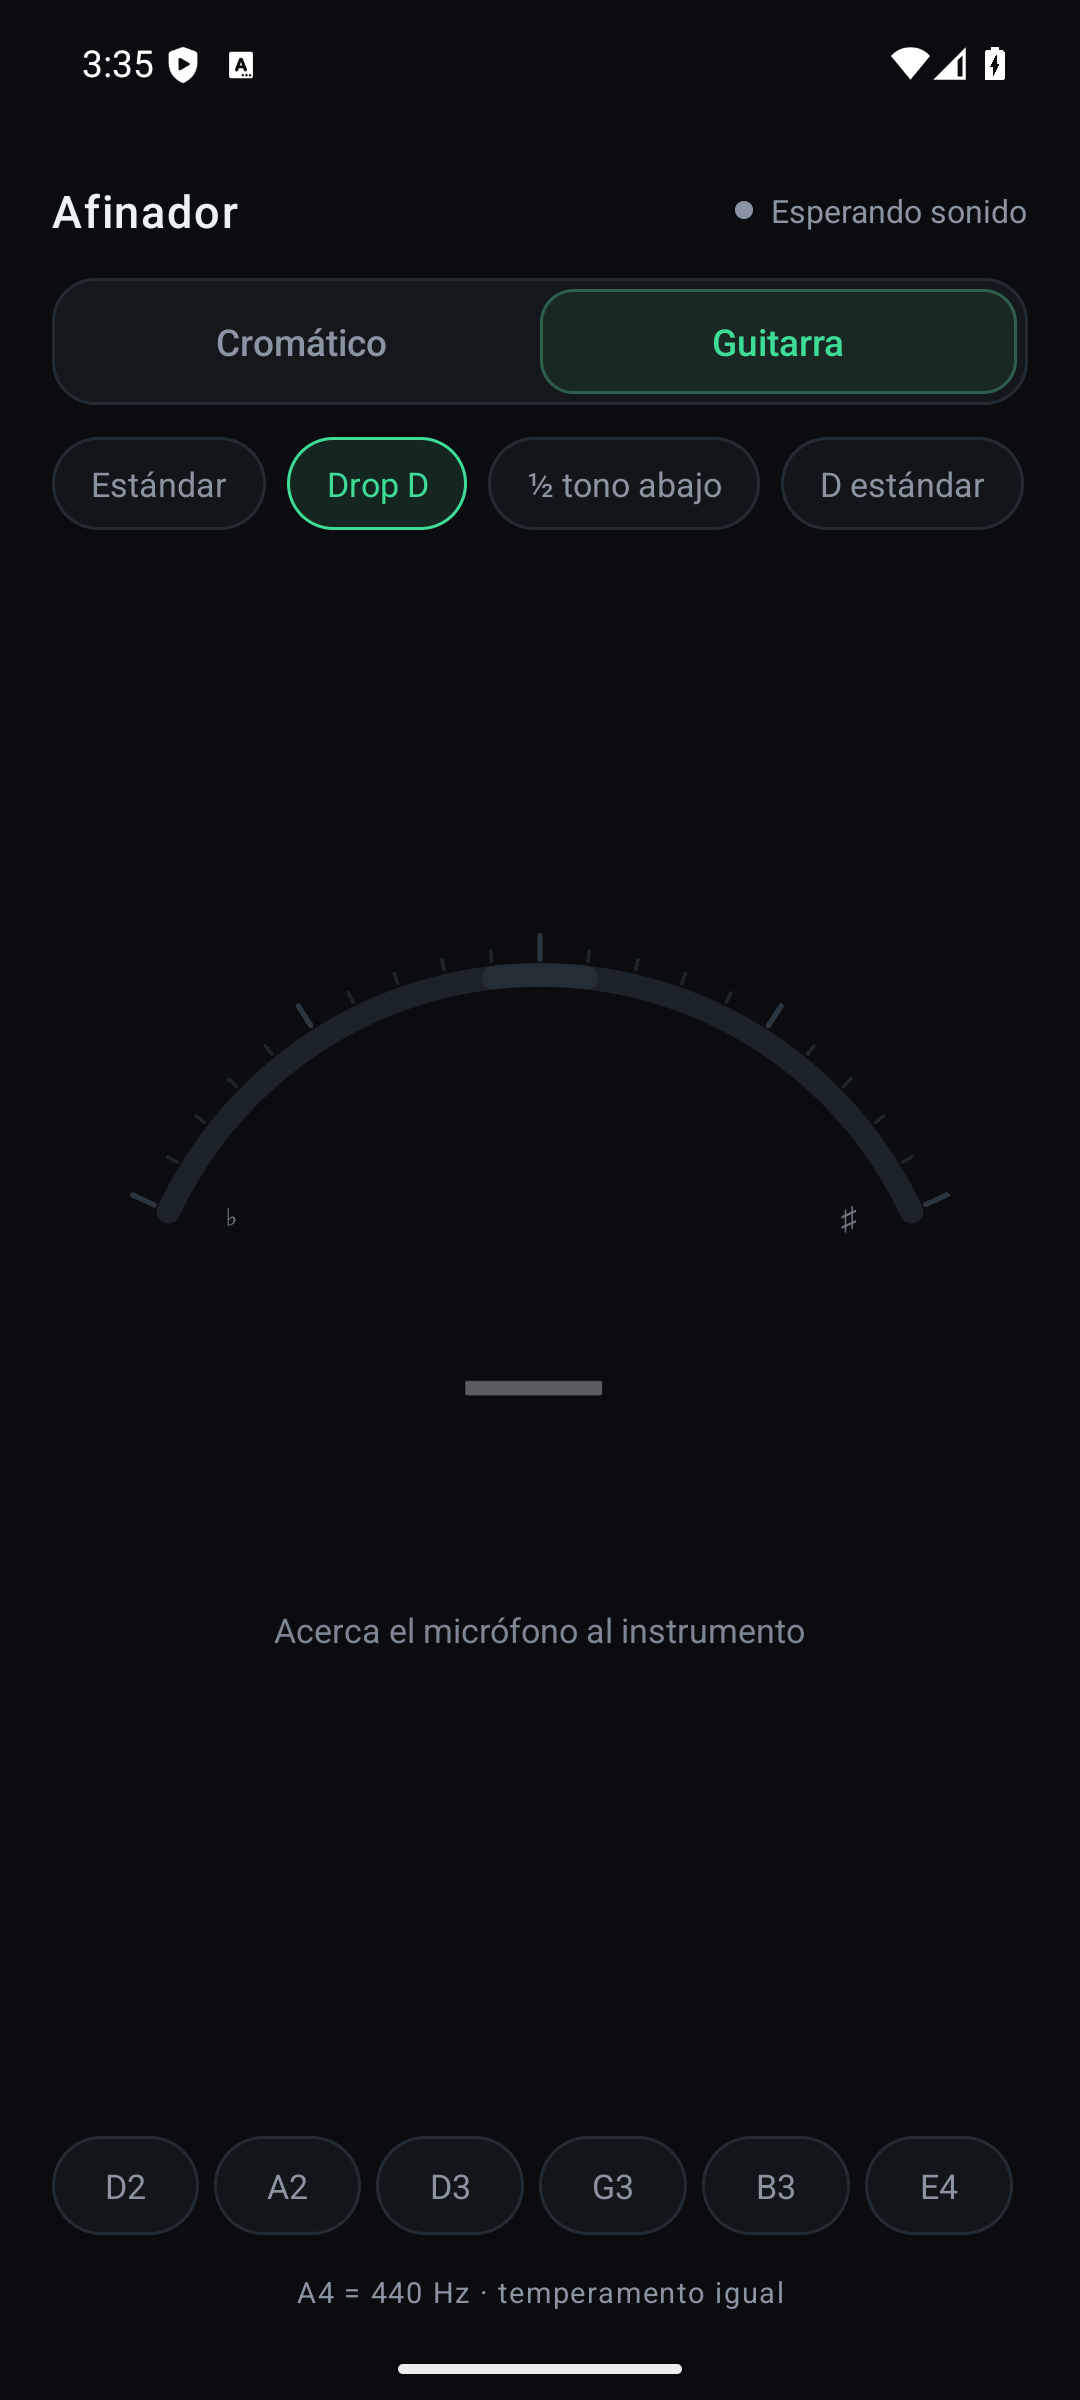 3:35
Afinador
Esperando sonido
Cromático Guitarra
Estándar Drop D ½ tono abajo D estándar
♭ ♯
Acerca el micrófono al instrumento
D2 A2 D3 G3 B3 E4
A4 = 440 Hz · temperamento igual